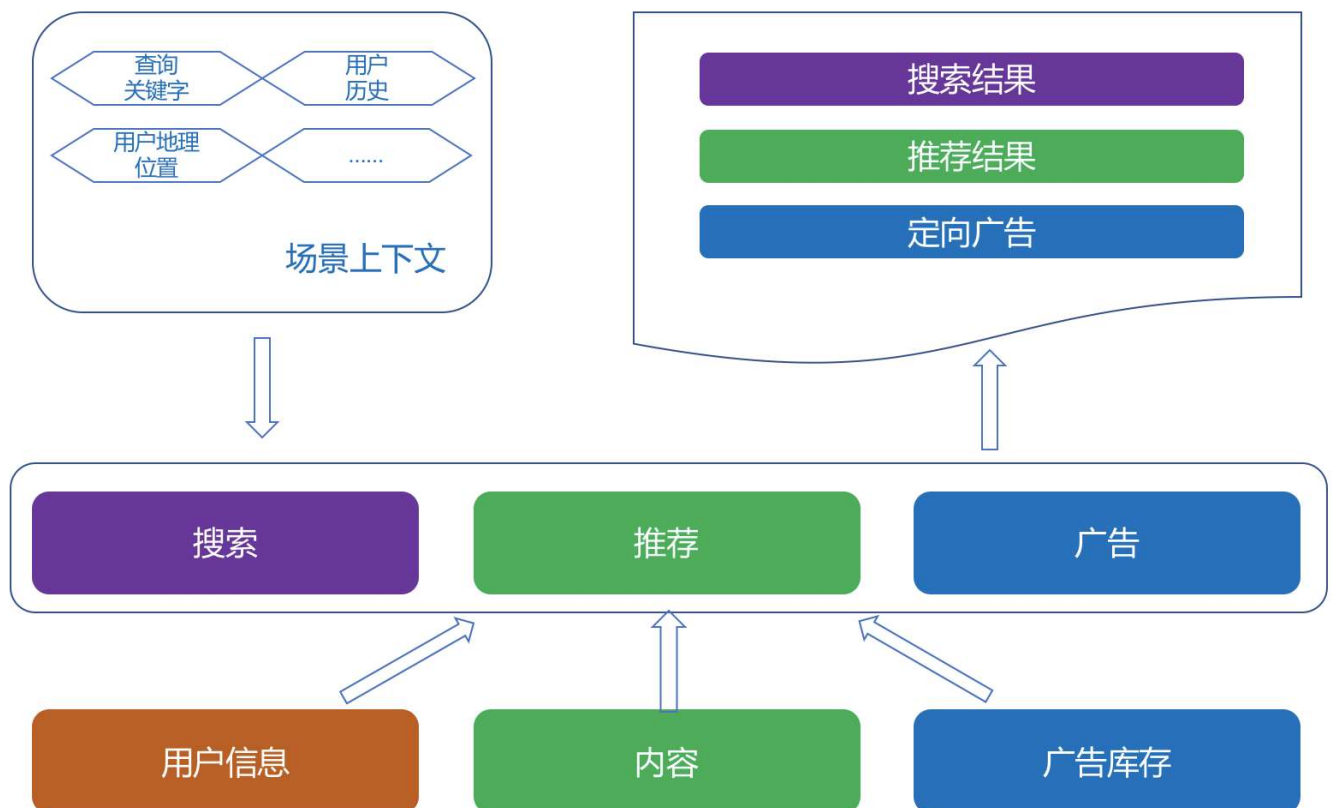 查询
关键字
用户
历史
用户地理
位置
......
场景上下文
搜索结果
推荐结果
定向广告
搜索
推荐
广告
用户信息
内容
广告库存